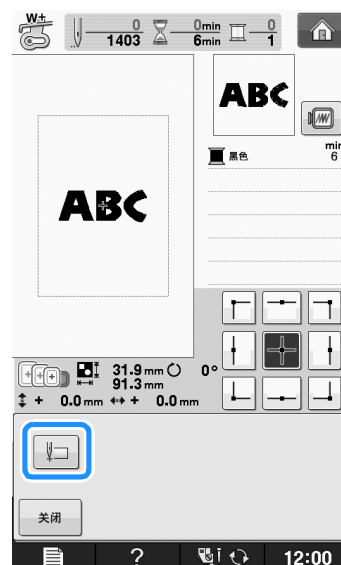 W+
0
1403
0min
6min
0
1
ABC
黑色
min
6
ABC
31.9 mm
0°
91.3 mm
+ 0.0 mm
+ 0.0 mm
关闭
?
12:00